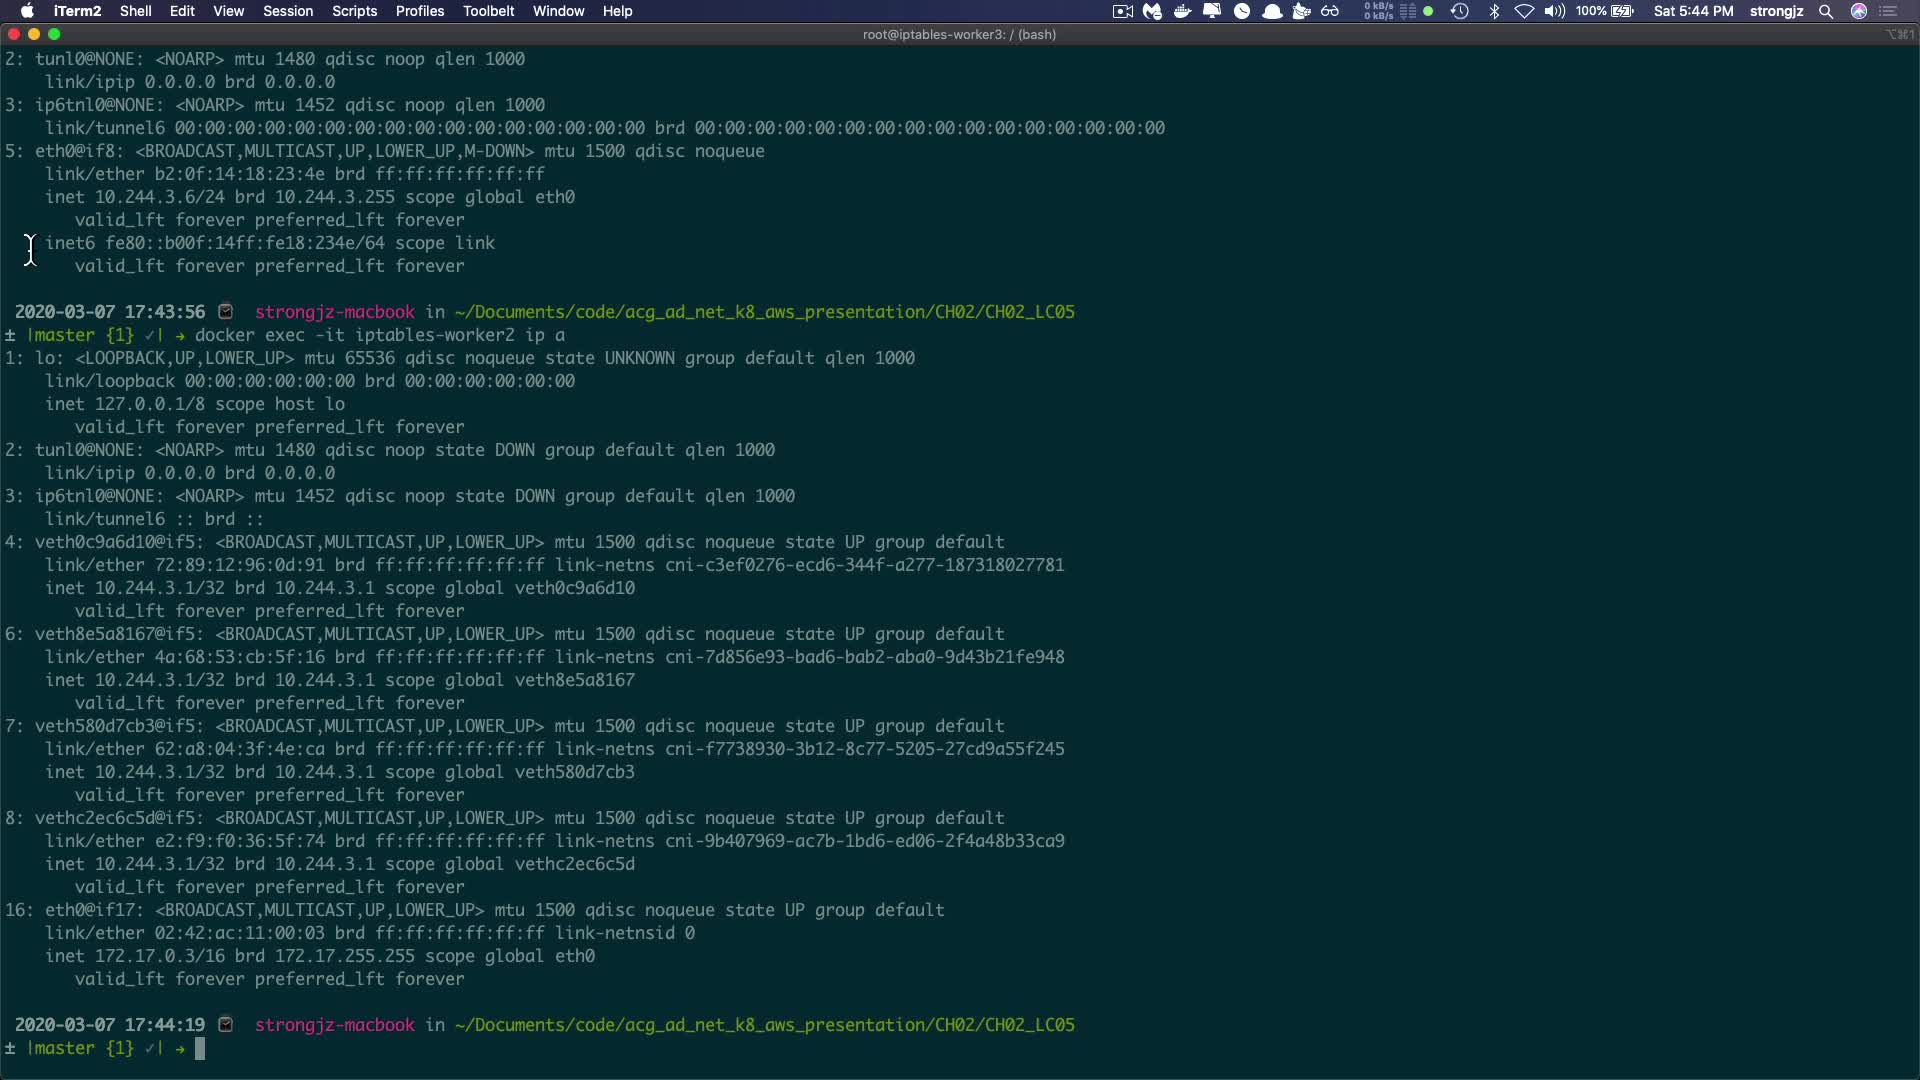 iTerm2 Shell Edit View Session Scripts Profiles Toolbelt Window Help 0 kB/s 0 kB/s 100% Sat 5:44 PM strongjz
root@iptables-worker3: / (bash) ⌥⌘1
2: tunl0@NONE: <NOARP> mtu 1480 qdisc noop qlen 1000
link/ipip 0.0.0.0 brd 0.0.0.0
3: ip6tnl0@NONE: <NOARP> mtu 1452 qdisc noop qlen 1000
link/tunnel6 00:00:00:00:00:00:00:00:00:00:00:00:00:00:00:00 brd 00:00:00:00:00:00:00:00:00:00:00:00:00:00:00:00
5: eth0@if8: <BROADCAST,MULTICAST,UP,LOWER_UP,M-DOWN> mtu 1500 qdisc noqueue
link/ether b2:0f:14:18:23:4e brd ff:ff:ff:ff:ff:ff
inet 10.244.3.6/24 brd 10.244.3.255 scope global eth0
valid_lft forever preferred_lft forever
inet6 fe80::b00f:14ff:fe18:234e/64 scope link
valid_lft forever preferred_lft forever
2020-03-07 17:43:56 strongjz-macbook in ~/Documents/code/acg_ad_net_k8_aws_presentation/CH02/CH02_LC05
± |master {1} ✓| → docker exec -it iptables-worker2 ip a
1: lo: <LOOPBACK,UP,LOWER_UP> mtu 65536 qdisc noqueue state UNKNOWN group default qlen 1000
link/loopback 00:00:00:00:00:00 brd 00:00:00:00:00:00
inet 127.0.0.1/8 scope host lo
valid_lft forever preferred_lft forever
2: tunl0@NONE: <NOARP> mtu 1480 qdisc noop state DOWN group default qlen 1000
link/ipip 0.0.0.0 brd 0.0.0.0
3: ip6tnl0@NONE: <NOARP> mtu 1452 qdisc noop state DOWN group default qlen 1000
link/tunnel6 :: brd ::
4: veth0c9a6d10@if5: <BROADCAST,MULTICAST,UP,LOWER_UP> mtu 1500 qdisc noqueue state UP group default
link/ether 72:89:12:96:0d:91 brd ff:ff:ff:ff:ff:ff link-netns cni-c3ef0276-ecd6-344f-a277-187318027781
inet 10.244.3.1/32 brd 10.244.3.1 scope global veth0c9a6d10
valid_lft forever preferred_lft forever
6: veth8e5a8167@if5: <BROADCAST,MULTICAST,UP,LOWER_UP> mtu 1500 qdisc noqueue state UP group default
link/ether 4a:68:53:cb:5f:16 brd ff:ff:ff:ff:ff:ff link-netns cni-7d856e93-bad6-bab2-aba0-9d43b21fe948
inet 10.244.3.1/32 brd 10.244.3.1 scope global veth8e5a8167
valid_lft forever preferred_lft forever
7: veth580d7cb3@if5: <BROADCAST,MULTICAST,UP,LOWER_UP> mtu 1500 qdisc noqueue state UP group default
link/ether 62:a8:04:3f:4e:ca brd ff:ff:ff:ff:ff:ff link-netns cni-f7738930-3b12-8c77-5205-27cd9a55f245
inet 10.244.3.1/32 brd 10.244.3.1 scope global veth580d7cb3
valid_lft forever preferred_lft forever
8: vethc2ec6c5d@if5: <BROADCAST,MULTICAST,UP,LOWER_UP> mtu 1500 qdisc noqueue state UP group default
link/ether e2:f9:f0:36:5f:74 brd ff:ff:ff:ff:ff:ff link-netns cni-9b407969-ac7b-1bd6-ed06-2f4a48b33ca9
inet 10.244.3.1/32 brd 10.244.3.1 scope global vethc2ec6c5d
valid_lft forever preferred_lft forever
16: eth0@if17: <BROADCAST,MULTICAST,UP,LOWER_UP> mtu 1500 qdisc noqueue state UP group default
link/ether 02:42:ac:11:00:03 brd ff:ff:ff:ff:ff:ff link-netnsid 0
inet 172.17.0.3/16 brd 172.17.255.255 scope global eth0
valid_lft forever preferred_lft forever
2020-03-07 17:44:19 strongjz-macbook in ~/Documents/code/acg_ad_net_k8_aws_presentation/CH02/CH02_LC05
± |master {1} ✓| →